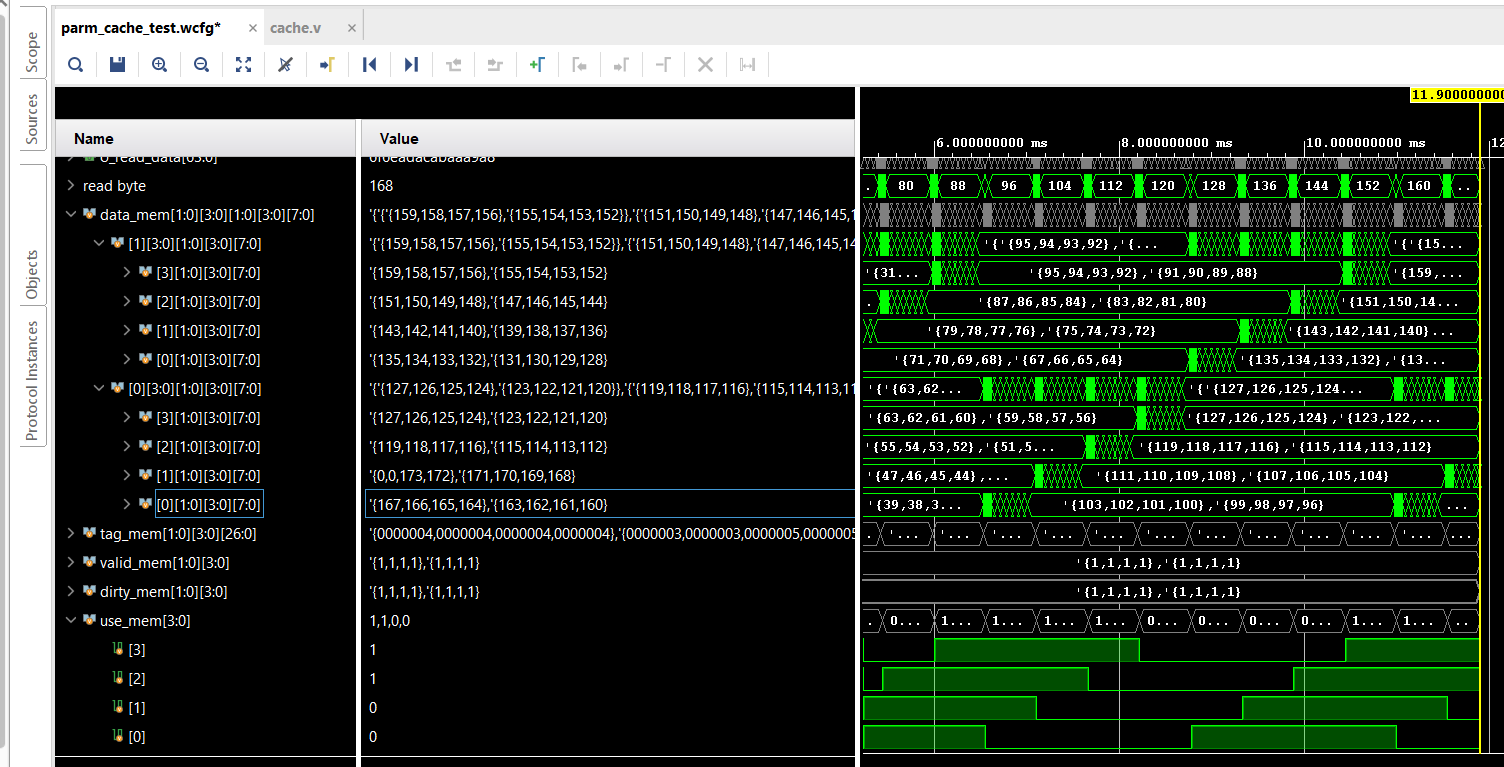 Scope
Sources
Objects
Protocol Instances
parm_cache_test.wcfg* × cache.v ×
11.900000000
Name Value
6.000000000 ms 8.000000000 ms 10.000000000 ms 12
o_read_data[63:0] 0f0eadacabaaa9a8
read byte 168 . 80 88 96 104 112 120 128 136 144 152 160 ..
data_mem[1:0][3:0][1:0][3:0][7:0] '{'{'{'{159,158,157,156},'{155,154,153,152}},'{'{151,150,149,148},'{147,146,145,1
[1][3:0][1:0][3:0][7:0] '{'{'{159,158,157,156},'{155,154,153,152}},'{'{151,150,149,148},'{147,146,145,14 '{'{95,94,93,92},'{... '{'{15...
[3][1:0][3:0][7:0] '{'{159,158,157,156},'{155,154,153,152} '{31... '{95,94,93,92},'{91,90,89,88} '{159,...
[2][1:0][3:0][7:0] '{151,150,149,148},'{147,146,145,144} . '{87,86,85,84},'{83,82,81,80} '{151,150,14...
[1][1:0][3:0][7:0] '{143,142,141,140},'{139,138,137,136} '{79,78,77,76},'{75,74,73,72} '{143,142,141,140}...
[0][1:0][3:0][7:0] '{135,134,133,132},'{131,130,129,128} '{71,70,69,68},'{67,66,65,64} '{135,134,133,132},'{13...
[0][3:0][1:0][3:0][7:0] '{'{127,126,125,124},'{123,122,121,120}},'{'{119,118,117,116},'{115,114,113,11 '{'{63,62... '{'{127,126,125,124...
[3][1:0][3:0][7:0] '{127,126,125,124},'{123,122,121,120} '{63,62,61,60},'{59,58,57,56} '{127,126,125,124},'{123,122,...
[2][1:0][3:0][7:0] '{119,118,117,116},'{115,114,113,112} '{55,54,53,52},'{51,5... '{119,118,117,116},'{115,114,113,112}
[1][1:0][3:0][7:0] '{0,0,173,172},'{171,170,169,168} '{47,46,45,44},... '{111,110,109,108},'{107,106,105,104}
[0][1:0][3:0][7:0] '{167,166,165,164},'{163,162,161,160} '{39,38,3... '{103,102,101,100},'{99,98,97,96} ...
tag_mem[1:0][3:0][26:0] '{0000004,0000004,0000004,0000004},'{0000003,0000003,0000005,0000005 . '... '... '... '... '... '... '... '... '... '... '...
valid_mem[1:0][3:0] '{1,1,1,1},'{1,1,1,1} '{1,1,1,1},'{1,1,1,1}
dirty_mem[1:0][3:0] '{1,1,1,1},'{1,1,1,1} '{1,1,1,1},'{1,1,1,1}
use_mem[3:0] 1,1,0,0 . 0... 1... 1... 1... 1... 0... 0... 0... 0... 1... 1... ..
[3] 1
[2] 1
[1] 0
[0] 0